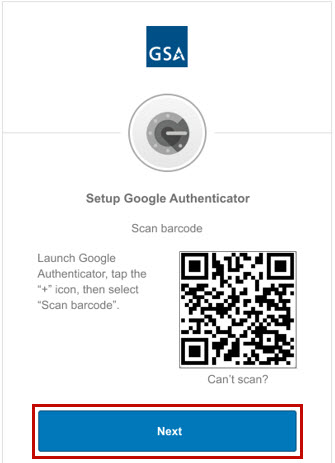 GSA
Setup Google Authenticator
Scan barcode
Launch Google
Authenticator, tap the
“+” icon, then select
“Scan barcode”.
Can’t scan?
Next